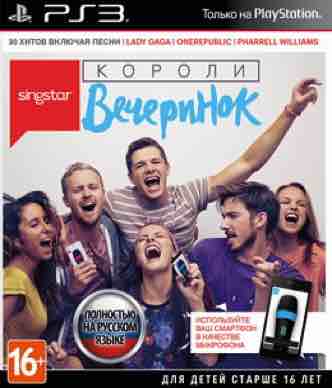 PS3
Только на PlayStation.
30 ХИТОВ ВКЛЮЧАЯ ПЕСНИ | LADY GAGA | ONEREPUBLIC | PHARRELL WILLIAMS
КОРОЛИ
singstar
Вечеринок
ПОЛНОСТЬЮ
НА РУССКОМ
ЯЗЫКЕ
ИСПОЛЬЗУЙТЕ
ВАШ СМАРТФОН
В КАЧЕСТВЕ
МИКРОФОНА
16+
ДЛЯ ДЕТЕЙ СТАРШЕ 16 ЛЕТ